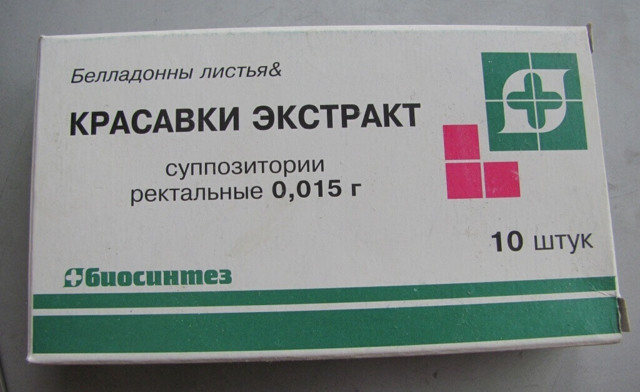 Белладонны листья&
КРАСАВКИ ЭКСТРАКТ
суппозитории
ректальные 0,015 г
10 штук
биосинтез